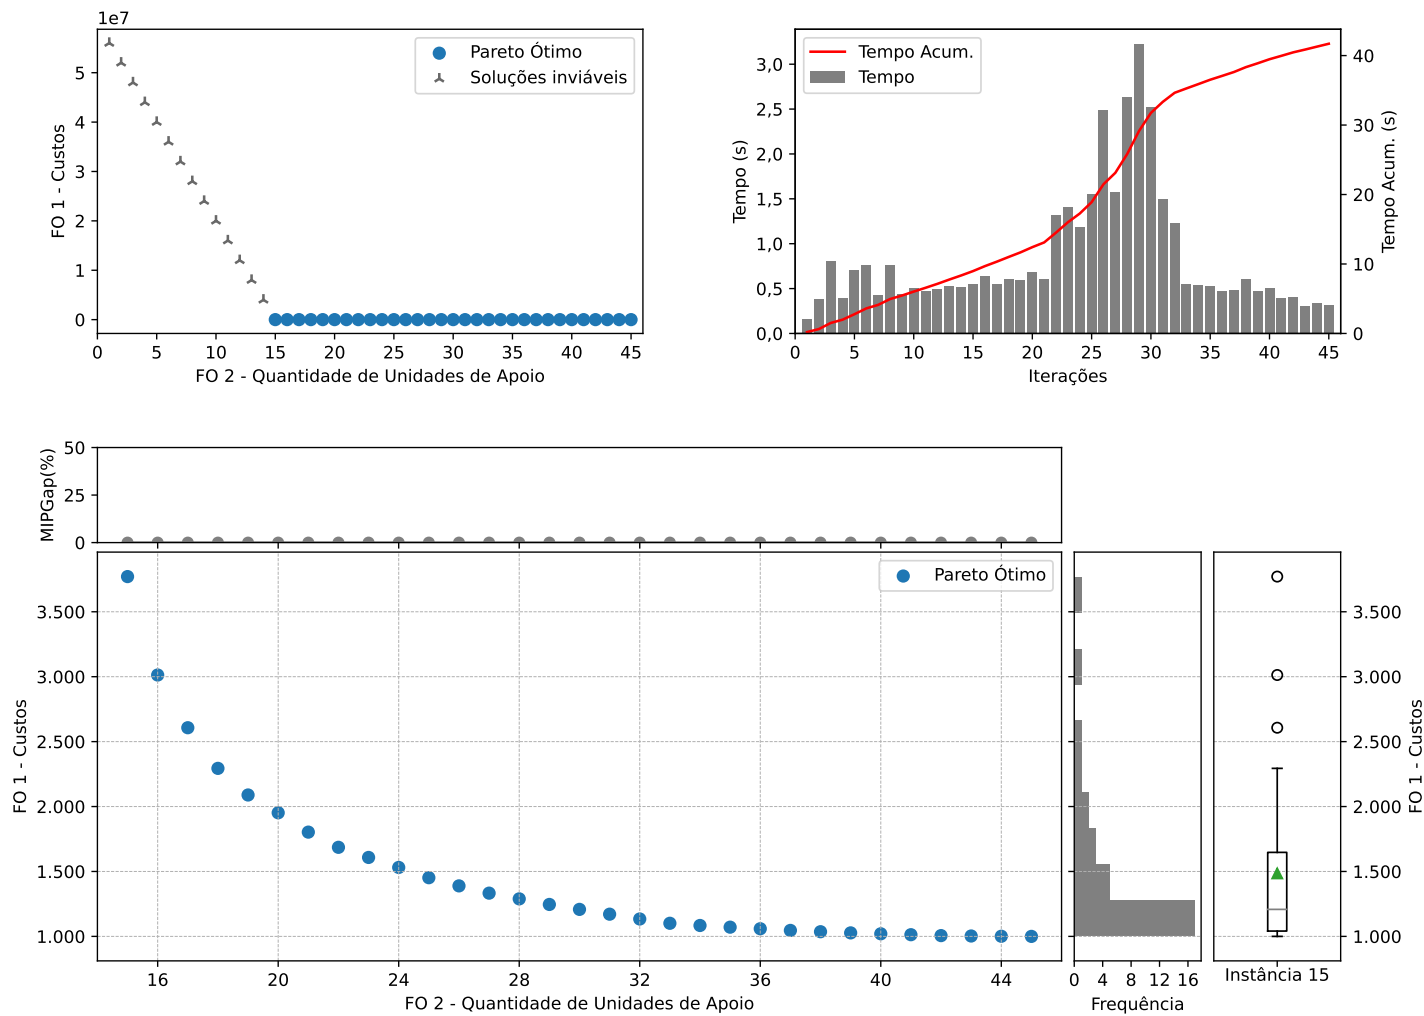 1e7
Pareto Ótimo
Soluções inviáveis
5
4
3
2
1
0
FO 1 - Custos
0 5 10 15 20 25 30 35 40 45
FO 2 - Quantidade de Unidades de Apoio
Tempo Acum.
Tempo
3,0
2,5
2,0
1,5
1,0
0,5
0,0
Tempo (s)
40
30
20
10
0
Tempo Acum. (s)
0 5 10 15 20 25 30 35 40 45
Iterações
50
25
0
MIPGap(%)
Pareto Ótimo
3.500
3.000
2.500
2.000
1.500
1.000
FO 1 - Custos
16 20 24 28 32 36 40 44
FO 2 - Quantidade de Unidades de Apoio
0 4 8 12 16
Frequência
Instância 15
3.500
3.000
2.500
2.000
1.500
1.000
FO 1 - Custos